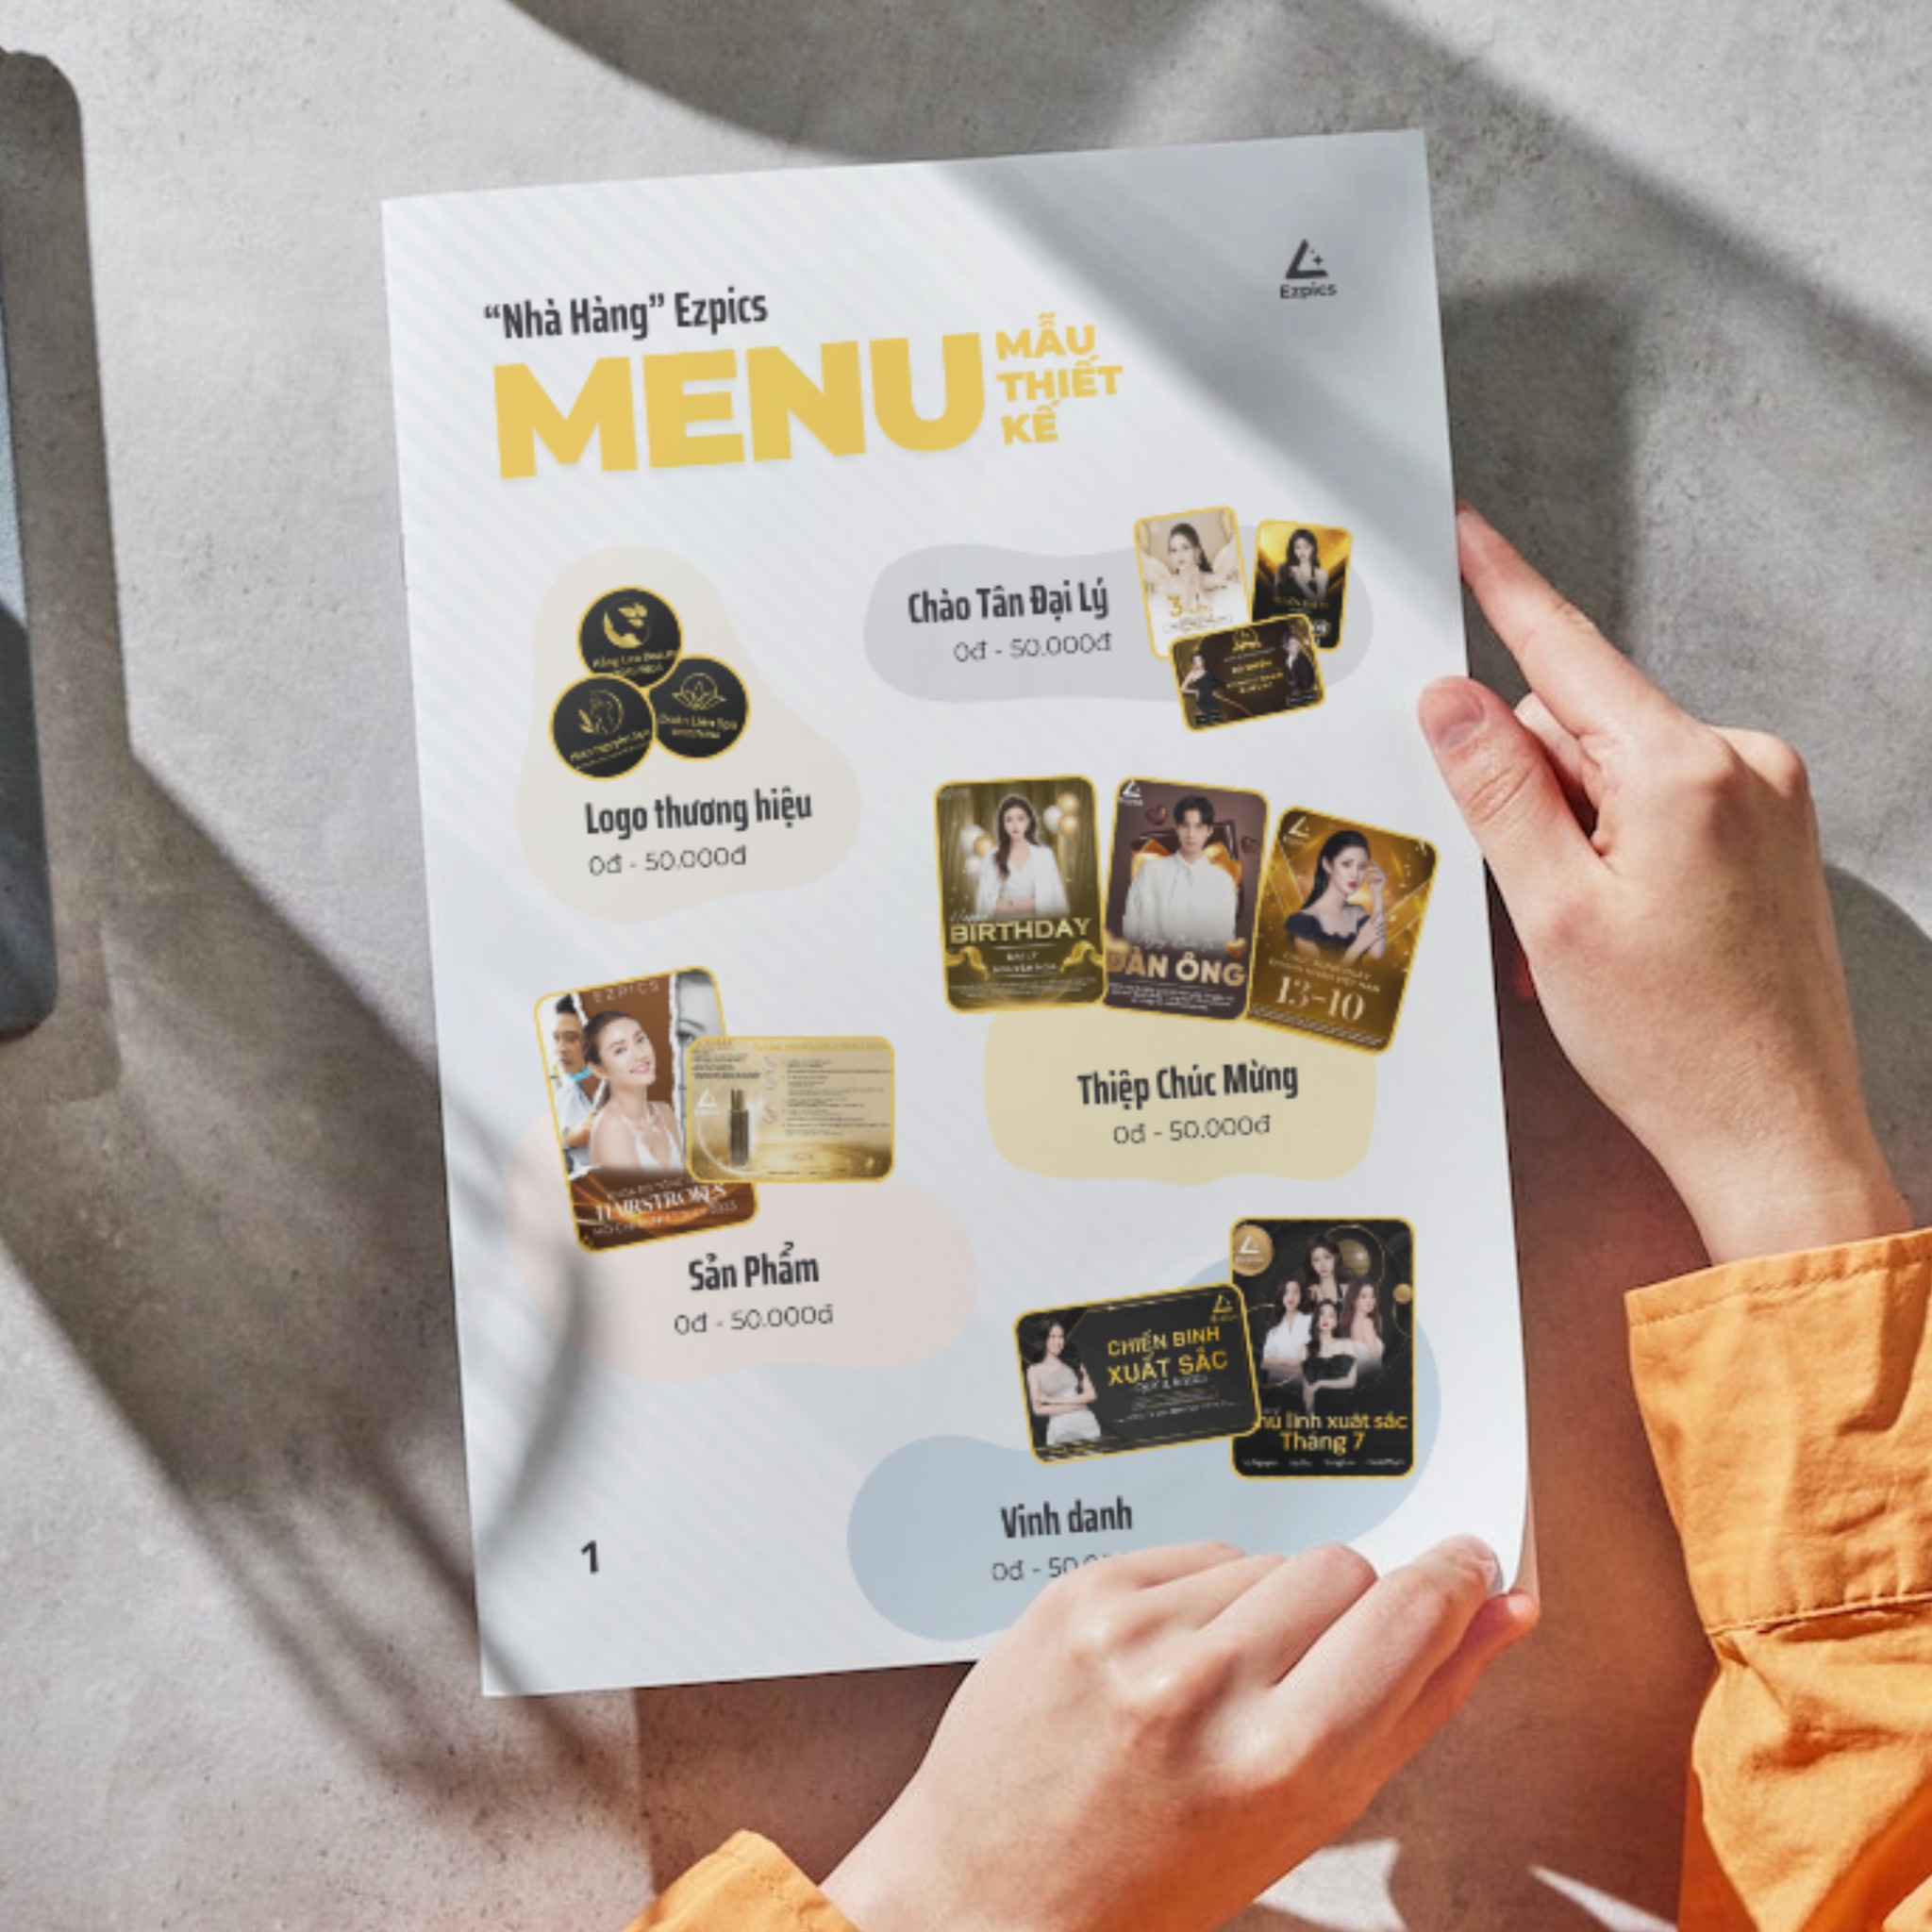 Ezpics
“Nhà Hàng” Ezpics
MENU
MẪU
THIẾT
KẾ
Chào Tân Đại Lý
0đ - 50.000đ
Logo thương hiệu
0đ - 50.000đ
BIRTHDAY
ĐÀN ÔNG
13-10
Thiệp Chúc Mừng
0đ - 50.000đ
EZPICS
HAIRSTROKES
Sản Phẩm
0đ - 50.000đ
CHIẾN BINH
XUẤT SẮC
lĩnh xuất sắc
Tháng 7
Vinh danh
0đ -
1